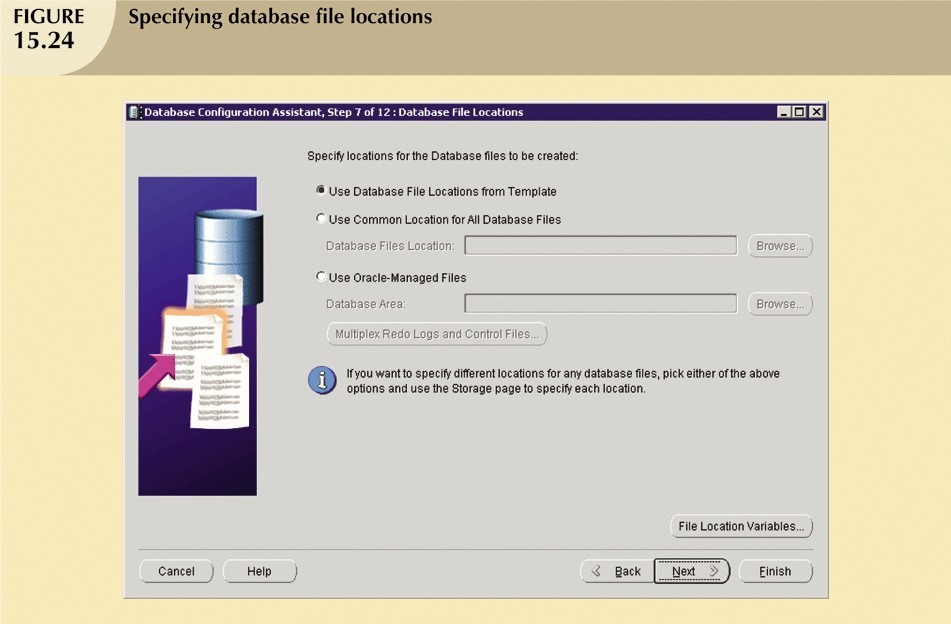 FIGURE
15.24
Specifying database file locations
Database Configuration Assistant, Step 7 of 12 : Database File Locations
Specify locations for the Database files to be created:
Use Database File Locations from Template
Use Common Location for All Database Files
Database Files Location:
Browse...
Use Oracle-Managed Files
Database Area:
Browse...
Multiplex Redo Logs and Control Files...
If you want to specify different locations for any database files, pick either of the above
options and use the Storage page to specify each location.
File Location Variables...
Cancel
Help
Back
Next
Finish